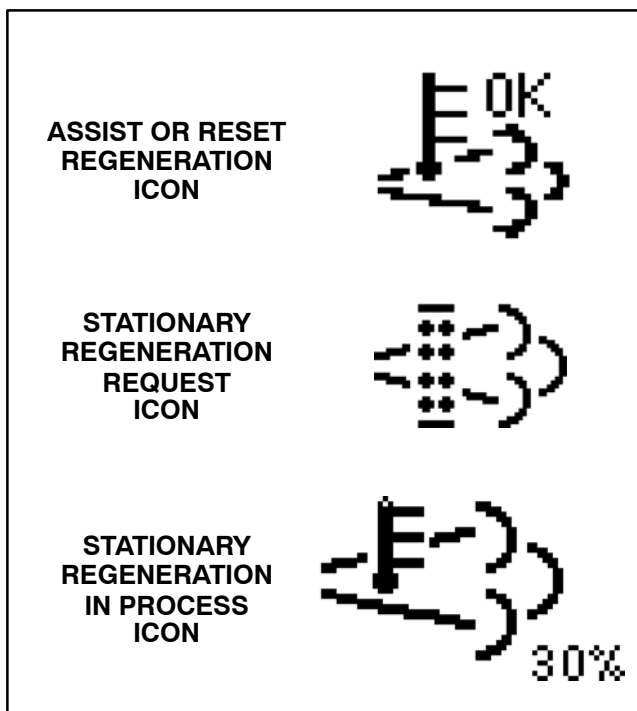 ASSIST OR RESET
REGENERATION
ICON
OK
STATIONARY
REGENERATION
REQUEST
ICON
STATIONARY
REGENERATION
IN PROCESS
ICON
30%